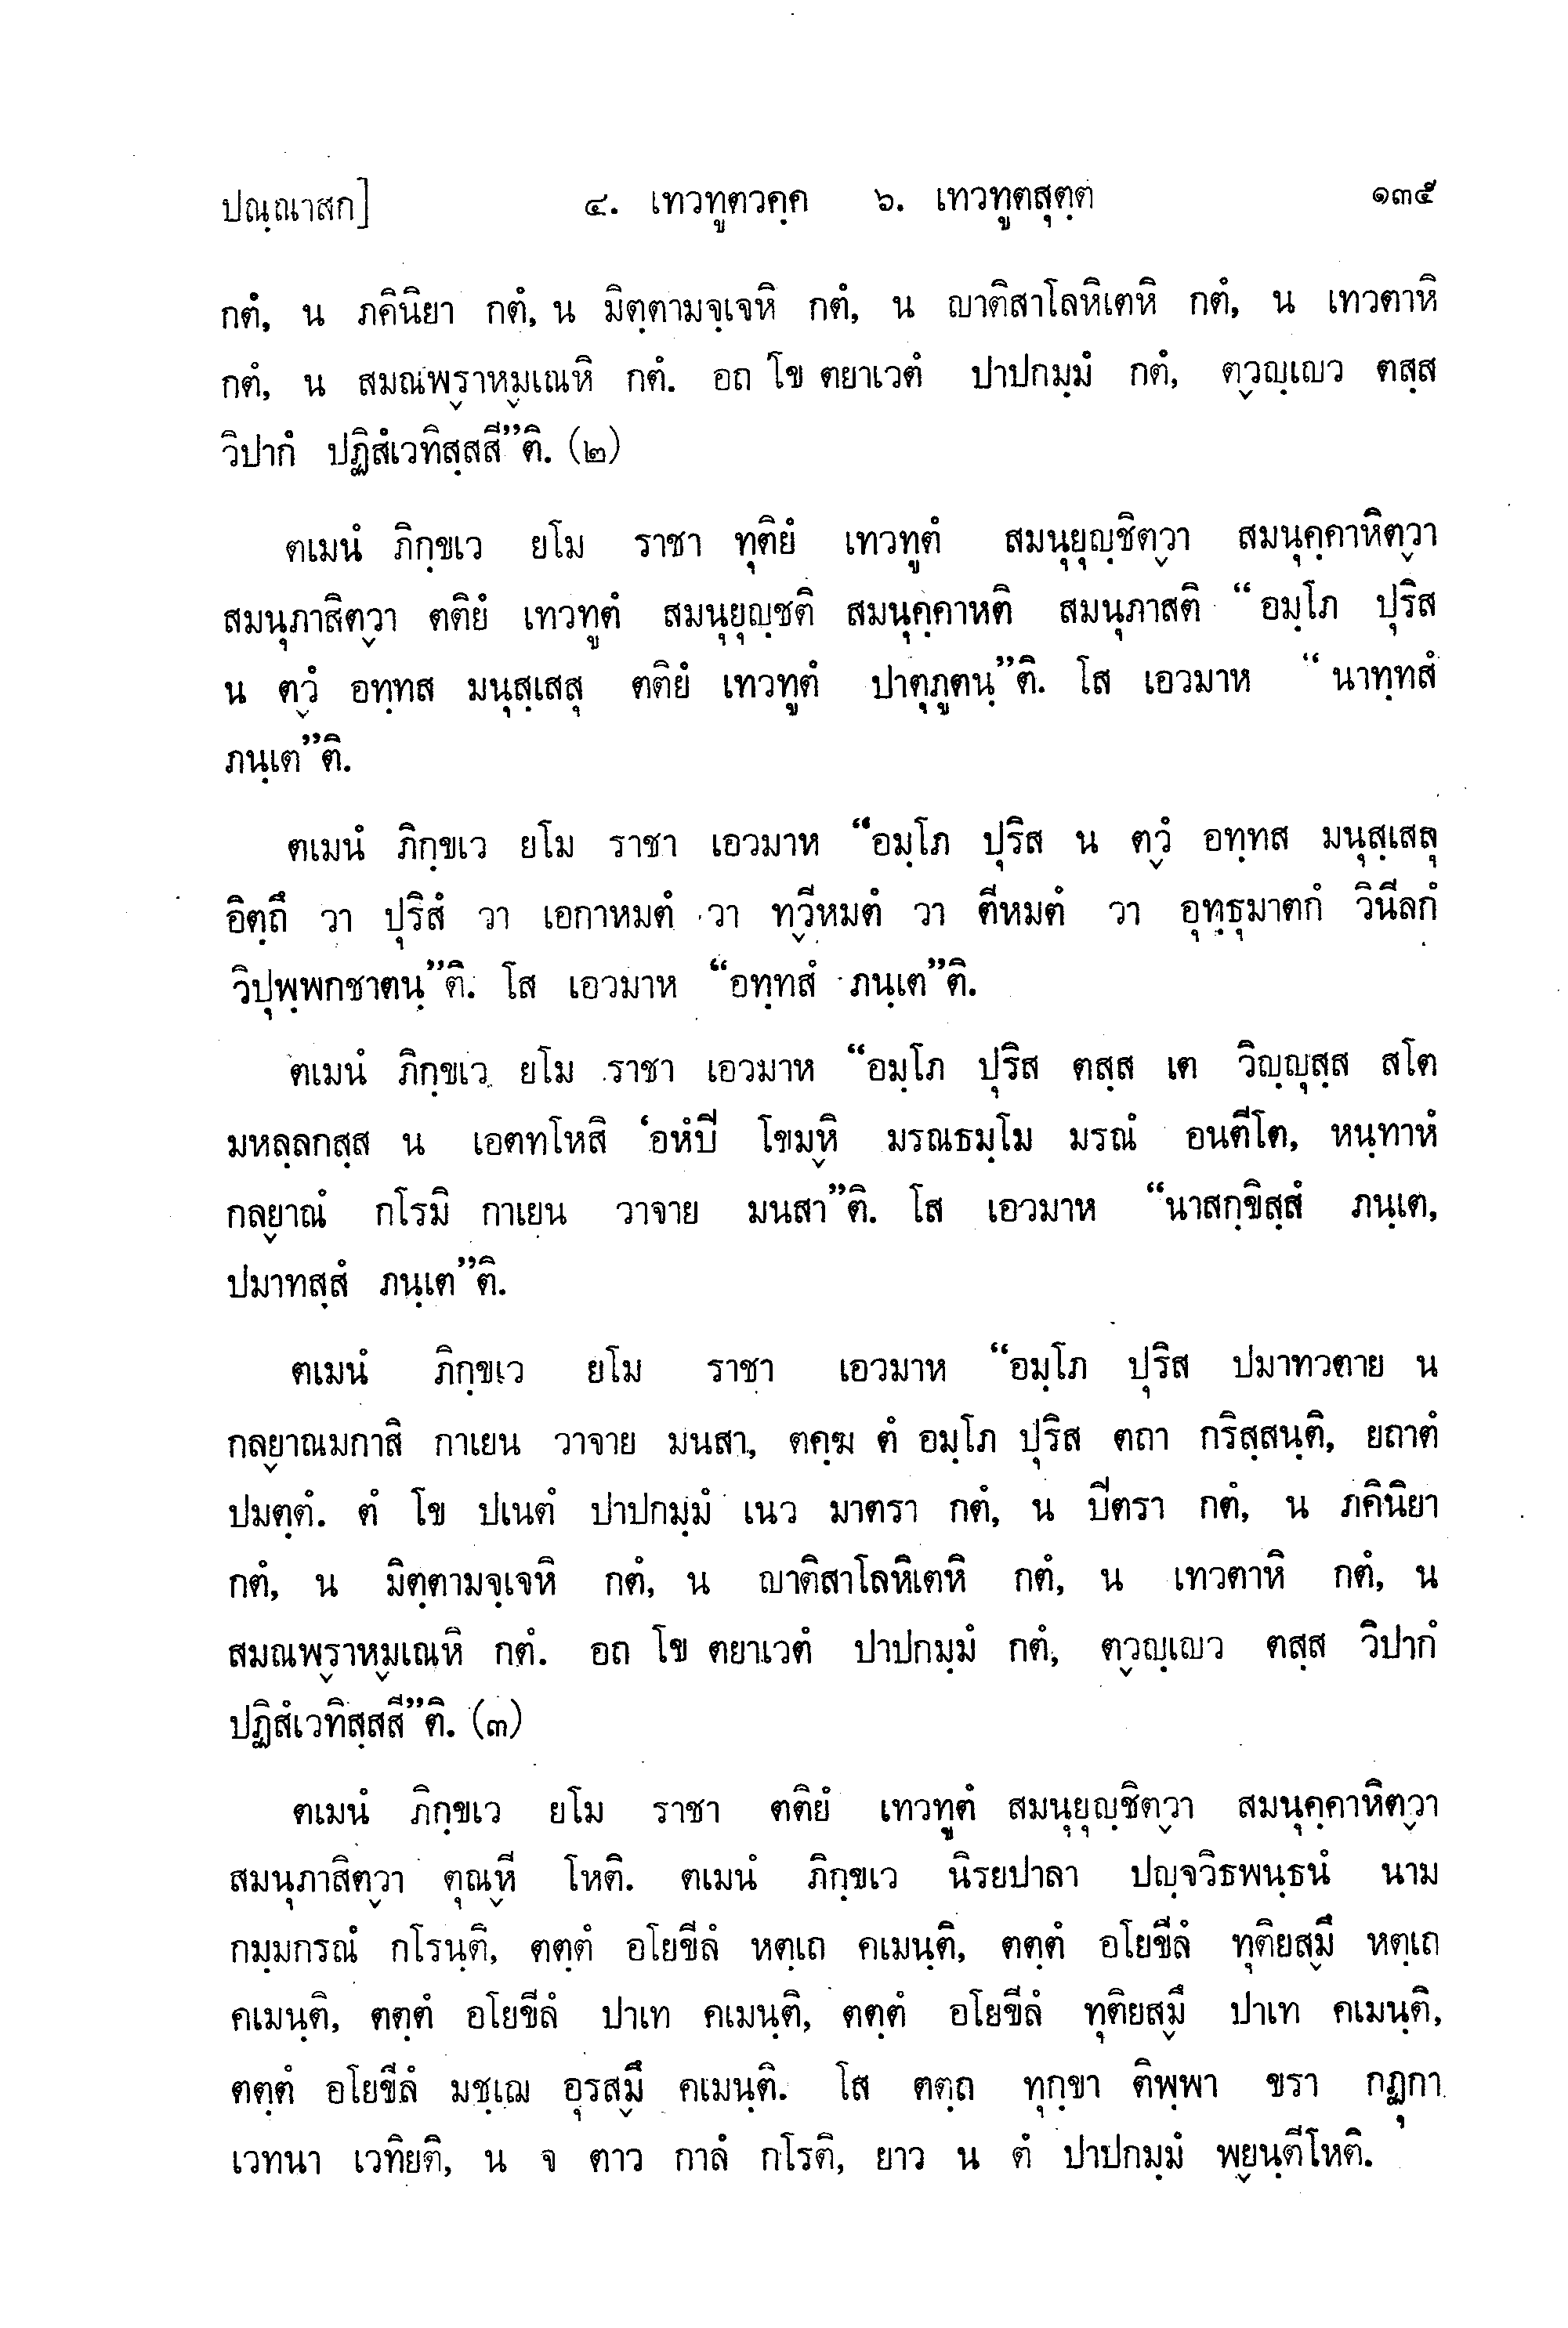 ปณฺณาสก] ๔. เทวทูตวคฺค ๖. เทวทูตสุตฺต ๑๓๕
กตํ, น ภคินิยา กตํ, น มิตฺตามจฺเจหิ กตํ, น ญาติสาโลหิเตหิ กตํ, น เทวตาหิ
กตํ, น สมณพฺราหฺมเณหิ กตํ. อถ โข ตยาเวตํ ปาปกมฺมํ กตํ, ตฺวญฺเญว ตสฺส
วิปากํ ปฏิสํเวทิสฺสสี”ติ. (๒)
ตเมนํ ภิกฺขเว ยโม ราชา ทุติยํ เทวทูตํ สมนุยุญฺชิตฺวา สมนุคฺคาหิตฺวา
สมนุภาสิตฺวา ตติยํ เทวทูตํ สมนุยุญฺชติ สมนุคฺคาหติ สมนุภาสติ “อมฺโภ ปุริส
น ตฺวํ อทฺทส มนุสฺเสสุ ตติยํ เทวทูตํ ปาตุภูตนฺ”ติ. โส เอวมาห “นาทฺทสํ
ภนฺเต”ติ.
ตเมนํ ภิกฺขเว ยโม ราชา เอวมาห “อมฺโภ ปุริส น ตฺวํ อทฺทส มนุสฺเสสุ
อิตฺถึ วา ปุริสํ วา เอกาหมตํ วา ทฺวีหมตํ วา ตีหมตํ วา อุทฺธุมาตกํ วินีลกํ
วิปุพฺพกชาตนฺ”ติ. โส เอวมาห “อทฺทสํ ภนฺเต”ติ.
ตเมนํ ภิกฺขเว ยโม ราชา เอวมาห “อมฺโภ ปุริส ตสฺส เต วิญฺญุสฺส สโต
มหลฺลกสฺส น เอตทโหสิ ‘อหํปี โขมฺหิ มรณธมฺโม มรณํ อนตีโต, หนฺทาหํ
กลฺยาณํ กโรมิ กาเยน วาจาย มนสา”ติ. โส เอวมาห “นาสกฺขิสฺสํ ภนฺเต,
ปมาทสฺสํ ภนฺเต”ติ.
ตเมนํ ภิกฺขเว ยโม ราชา เอวมาห “อมฺโภ ปุริส ปมาทวตาย น
กลฺยาณมกาสิ กาเยน วาจาย มนสา, ตคฺฆ ตํ อมฺโภ ปุริส ตถา กริสฺสนฺติ, ยถาตํ
ปมตฺตํ. ตํ โข ปเนตํ ปาปกมฺมํ เนว มาตรา กตํ, น ปีตรา กตํ, น ภคินิยา
กตํ, น มิตฺตามจฺเจหิ กตํ, น ญาติสาโลหิเตหิ กตํ, น เทวตาหิ กตํ, น
สมณพฺราหฺมเณหิ กตํ. อถ โข ตยาเวตํ ปาปกมฺมํ กตํ, ตฺวญฺเญว ตสฺส วิปากํ
ปฏิสํเวทิสฺสสี”ติ. (๓)
ตเมนํ ภิกฺขเว ยโม ราชา ตติยํ เทวทูตํ สมนุยุญฺชิตฺวา สมนุคฺคาหิตฺวา
สมนุภาสิตฺวา ตุณฺหี โหติ. ตเมนํ ภิกฺขเว นิรยปาลา ปญฺจวิธพนฺธนํ นาม
กมฺมกรณํ กโรนฺติ, ตตฺตํ อโยขีลํ หตฺเถ คเมนฺติ, ตตฺตํ อโยขีลํ ทุติยสฺมึ หตฺเถ
คเมนฺติ, ตตฺตํ อโยขีลํ ปาเท คเมนฺติ, ตตฺตํ อโยขีลํ ทุติยสฺมึ ปาเท คเมนฺติ,
ตตฺตํ อโยขีลํ มชฺเฌ อุรสฺมึ คเมนฺติ. โส ตตฺถ ทุกฺขา ติพฺพา ขรา กฏุกา
เวทนา เวทิยติ, น จ ตาว กาลํ กโรติ, ยาว น ตํ ปาปกมฺมํ พฺยนฺตีโหติ.